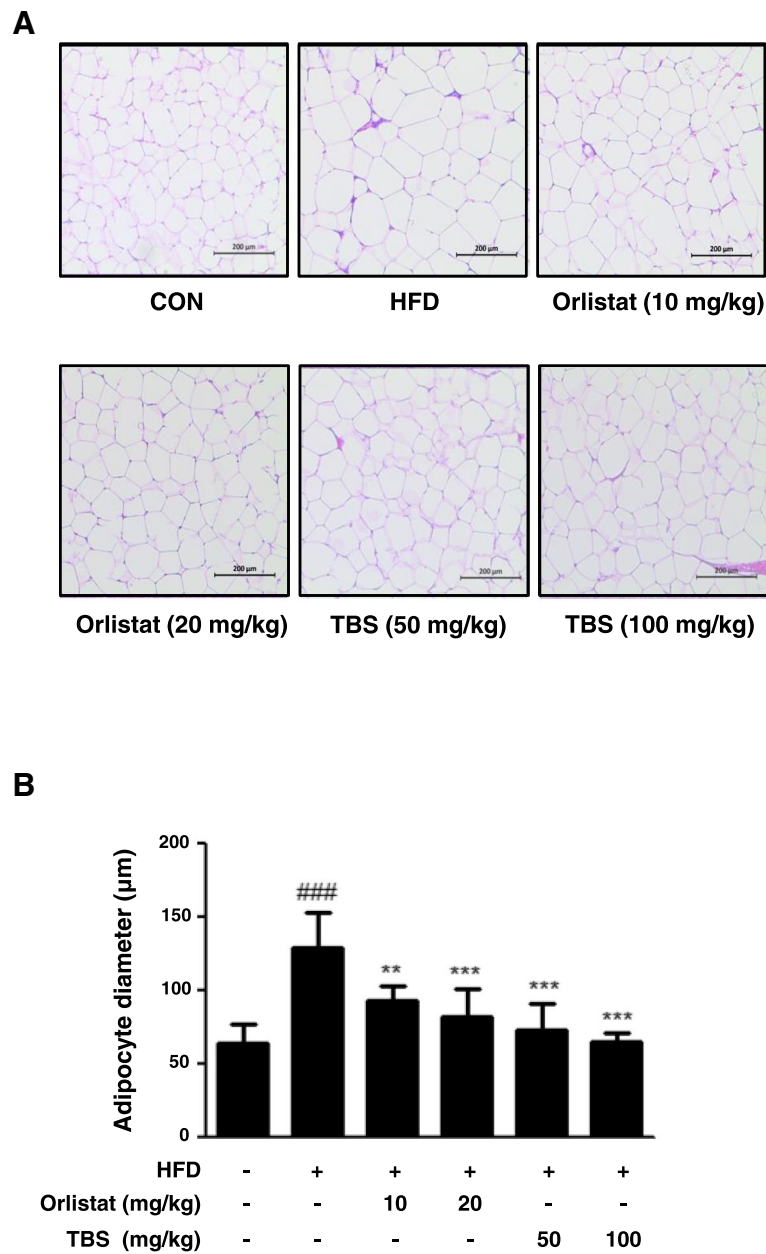 A
200 μm 200 μm 200 μm
CON HFD Orlistat (10 mg/kg)
200 μm 200 μm 200 μm
Orlistat (20 mg/kg) TBS (50 mg/kg) TBS (100 mg/kg)
B
Adipocyte diameter (μm)
200
###
150
** *** *** ***
100
50
0
HFD - + + + + +
Orlistat (mg/kg) - - 10 20 - -
TBS (mg/kg) - - - - 50 100